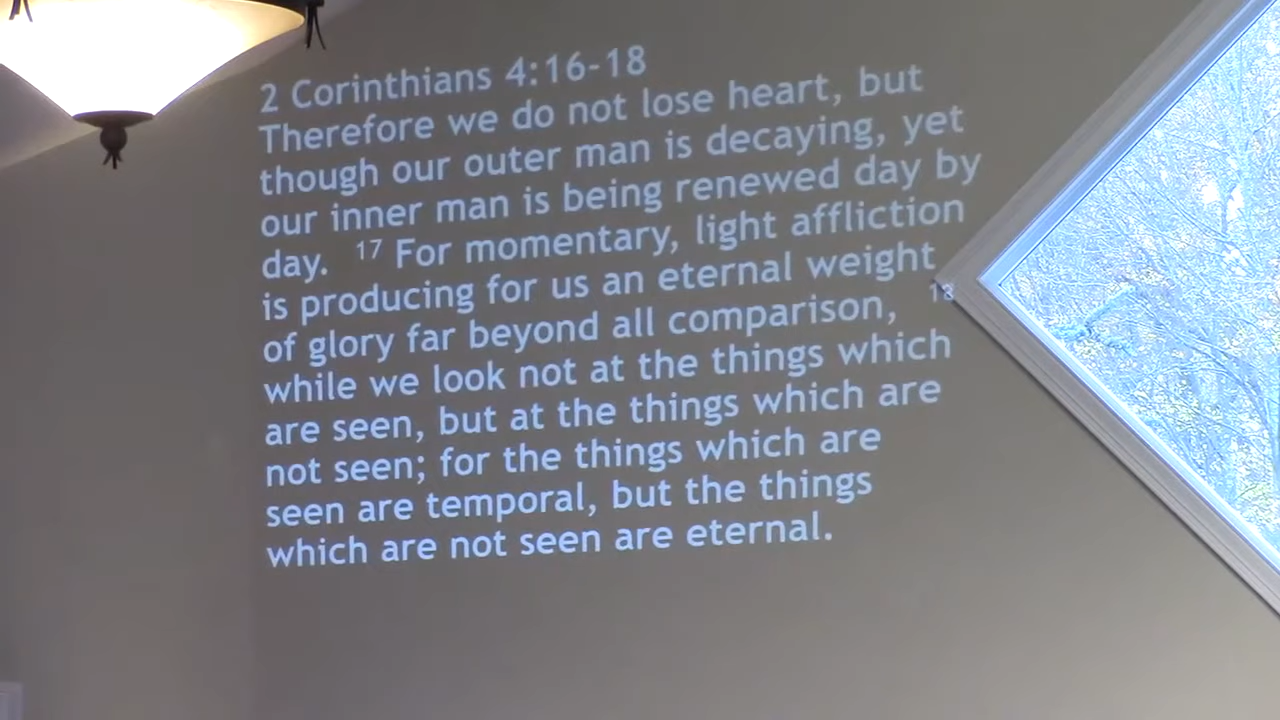 2 Corinthians 4:16-18
Therefore we do not lose heart, but
though our outer man is decaying, yet
our inner man is being renewed day by
day. 17 For momentary, light affliction
is producing for us an eternal weight
of glory far beyond all comparison, 18
while we look not at the things which
are seen, but at the things which are
not seen; for the things which are
seen are temporal, but the things
which are not seen are eternal.